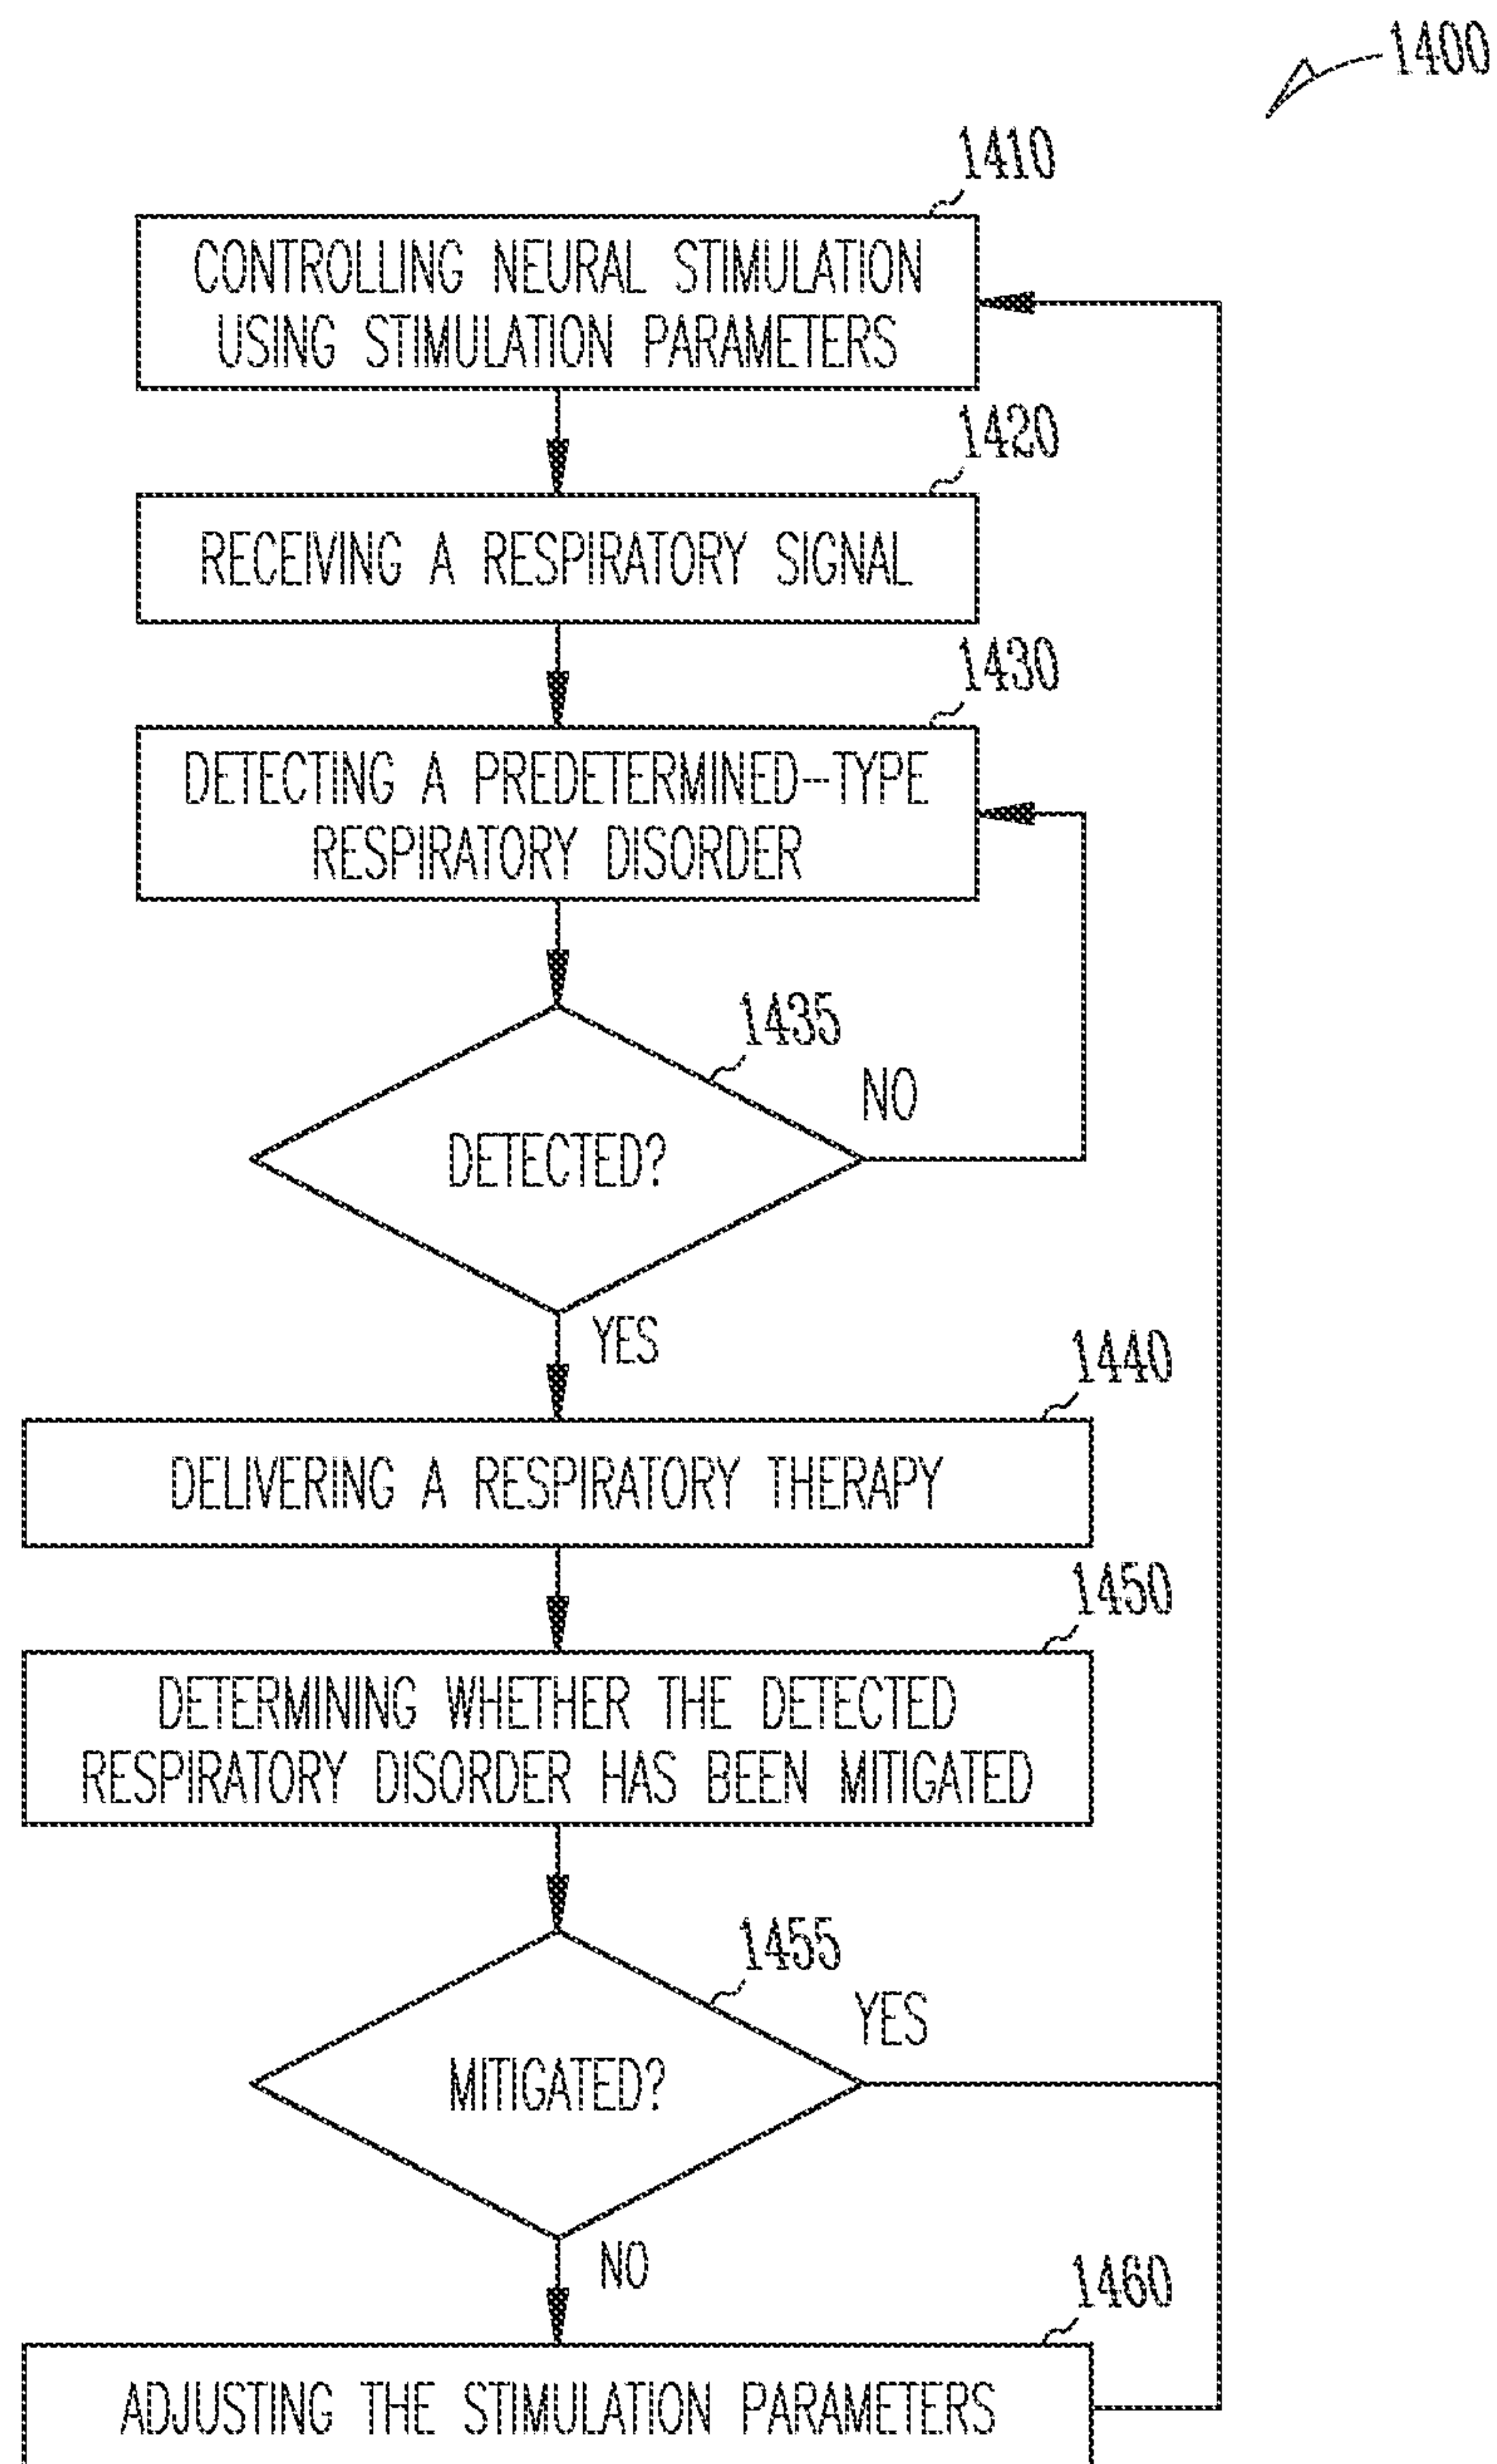 1400
1410
CONTROLLING NEURAL STIMULATION
USING STIMULATION PARAMETERS
1420
RECEIVING A RESPIRATORY SIGNAL
1430
DETECTING A PREDETERMINED-TYPE
RESPIRATORY DISORDER
1435
NO
DETECTED?
YES
1440
DELIVERING A RESPIRATORY THERAPY
1450
DETERMINING WHETHER THE DETECTED
RESPIRATORY DISORDER HAS BEEN MITIGATED
1455
YES
MITIGATED?
NO
1460
ADJUSTING THE STIMULATION PARAMETERS